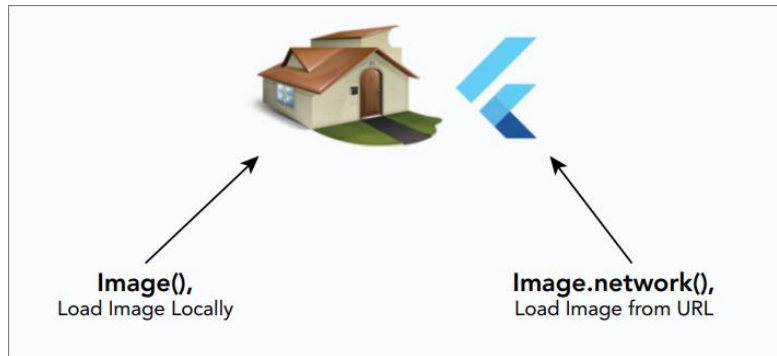 Image(),
Load Image Locally
Image.network(),
Load Image from URL